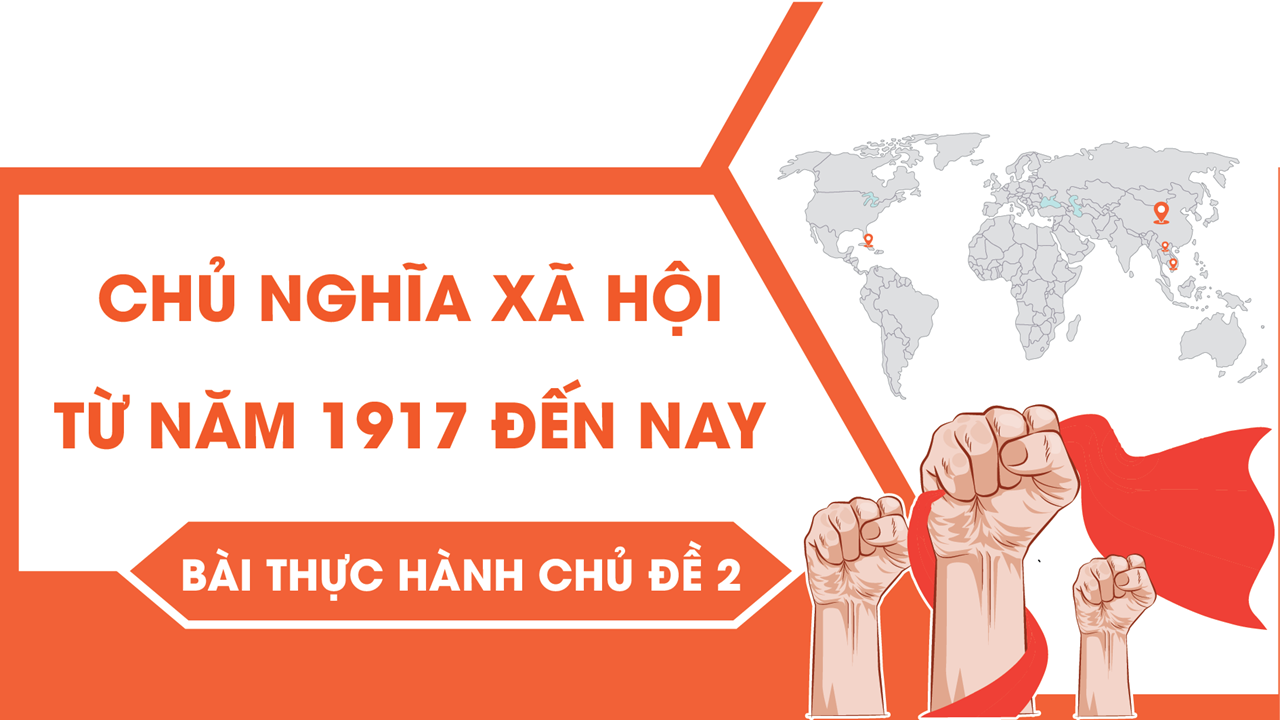 CHỦ NGHĨA XÃ HỘI
TỪ NĂM 1917 ĐẾN NAY
BÀI THỰC HÀNH CHỦ ĐỀ 2